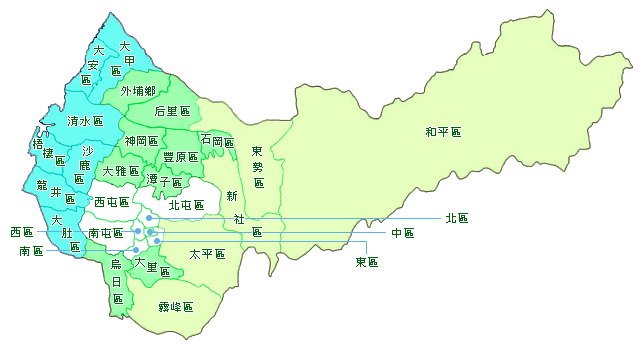 大甲區
大安區
外埔鄉
后里區
清水區
梧棲區
沙鹿區
神岡區
石岡區
豐原區
東勢區
和平區
大雅區
潭子區
龍井區
西屯區
北屯區
新社區
大肚區
西區
南屯區
北區
中區
南區
東區
烏日區
大里區
太平區
霧峰區